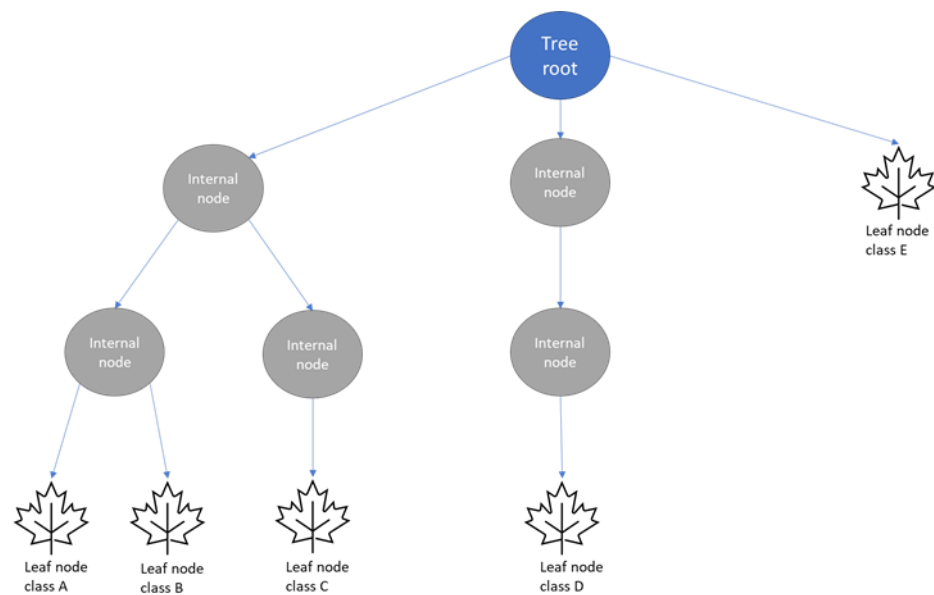 Tree
root
Internal
node
Internal
node
Leaf node
class E
Internal
node
Internal
node
Internal
node
Leaf node
class A
Leaf node
class B
Leaf node
class C
Leaf node
class D